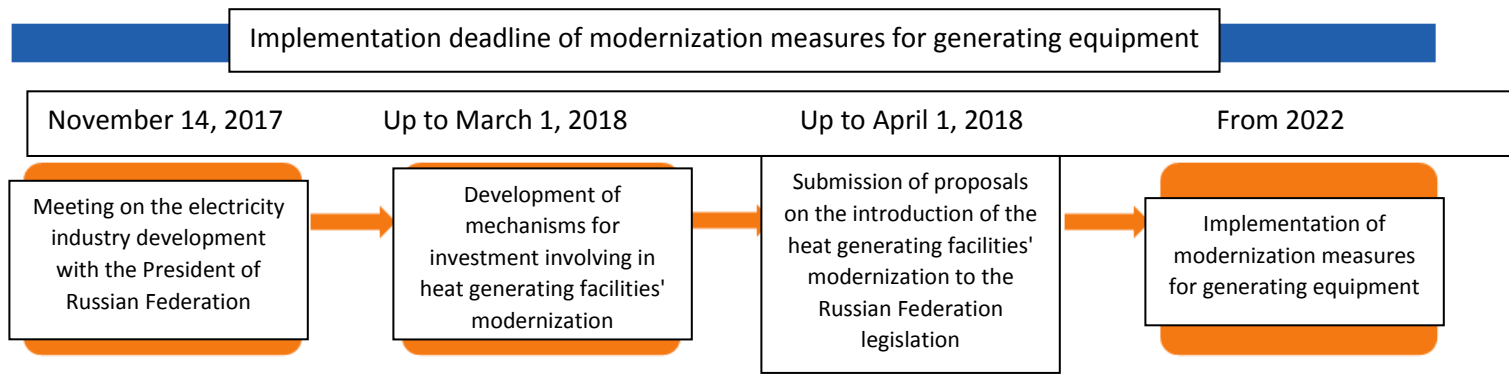 Implementation deadline of modernization measures for generating equipment
November 14, 2017
Up to March 1, 2018
Up to April 1, 2018
From 2022
Meeting on the electricity
industry development
with the President of
Russian Federation
Development of
mechanisms for
investment involving in
heat generating facilities'
modernization
Submission of proposals
on the introduction of the
heat generating facilities'
modernization to the
Russian Federation
legislation
Implementation of
modernization measures
for generating equipment